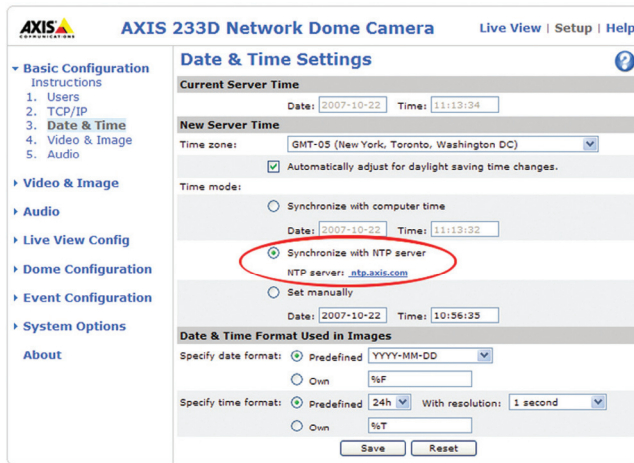 AXIS
COMMUNICATIONS
AXIS 233D Network Dome Camera
Live View | Setup | Help
Basic Configuration
Instructions
1. Users
2. TCP/IP
3. Date & Time
4. Video & Image
5. Audio
Video & Image
Audio
Live View Config
Dome Configuration
Event Configuration
System Options
About
Date & Time Settings
?
Current Server Time
Date: 2007-10-22 Time: 11:13:34
New Server Time
Time zone: GMT-05 (New York, Toronto, Washington DC)
Automatically adjust for daylight saving time changes.
Time mode:
Synchronize with computer time
Date: 2007-10-22 Time: 11:13:32
Synchronize with NTP server
NTP server: ntp.axis.com
Set manually
Date: 2007-10-22 Time: 10:56:35
Date & Time Format Used in Images
Specify date format: Predefined YYYY-MM-DD
Own %F
Specify time format: Predefined 24h With resolution: 1 second
Own %T
Save Reset